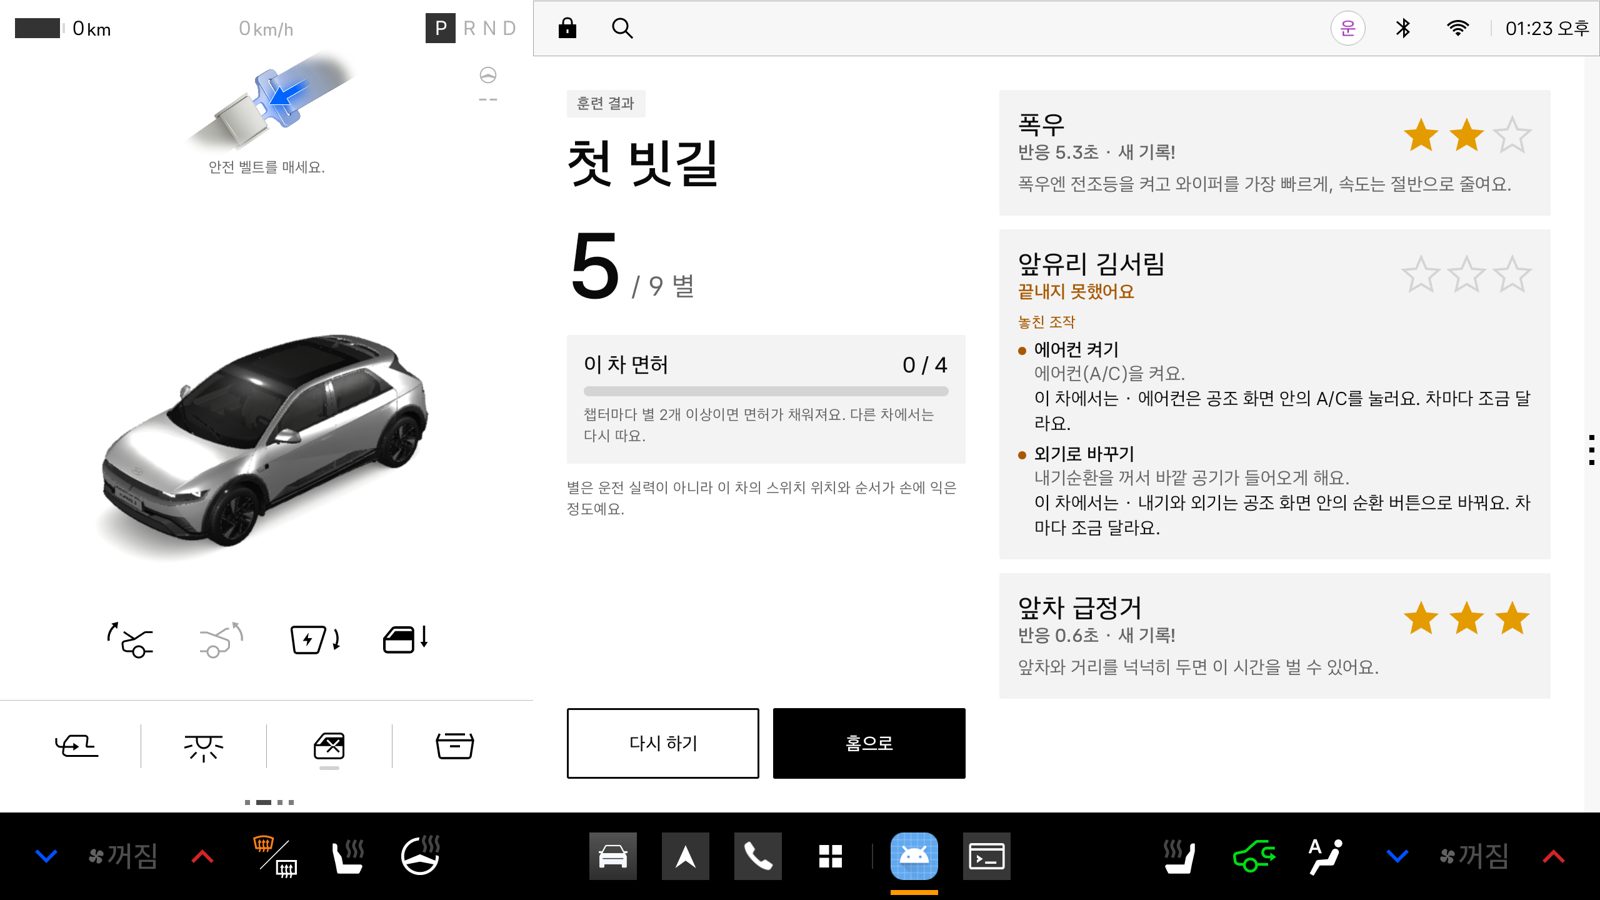 0 km
0 km/h
P R N D
--
안전 벨트를 매세요.
운
01:23 오후
훈련 결과
첫 빗길
5 / 9 별
이 차 면허
0 / 4
챕터마다 별 2개 이상이면 면허가 채워져요. 다른 차에서는
다시 따요.
별은 운전 실력이 아니라 이 차의 스위치 위치와 순서가 손에 익은
정도예요.
다시 하기
홈으로
폭우
반응 5.3초 · 새 기록!
폭우엔 전조등을 켜고 와이퍼를 가장 빠르게, 속도는 절반으로 줄여요.
앞유리 김서림
끝내지 못했어요
놓친 조작
에어컨 켜기
에어컨(A/C)을 켜요.
이 차에서는 · 에어컨은 공조 화면 안의 A/C를 눌러요. 차마다 조금 달
라요.
외기로 바꾸기
내기순환을 꺼서 바깥 공기가 들어오게 해요.
이 차에서는 · 내기와 외기는 공조 화면 안의 순환 버튼으로 바꿔요. 차
마다 조금 달라요.
앞차 급정거
반응 0.6초 · 새 기록!
앞차와 거리를 넉넉히 두면 이 시간을 벌 수 있어요.
꺼짐
A
꺼짐